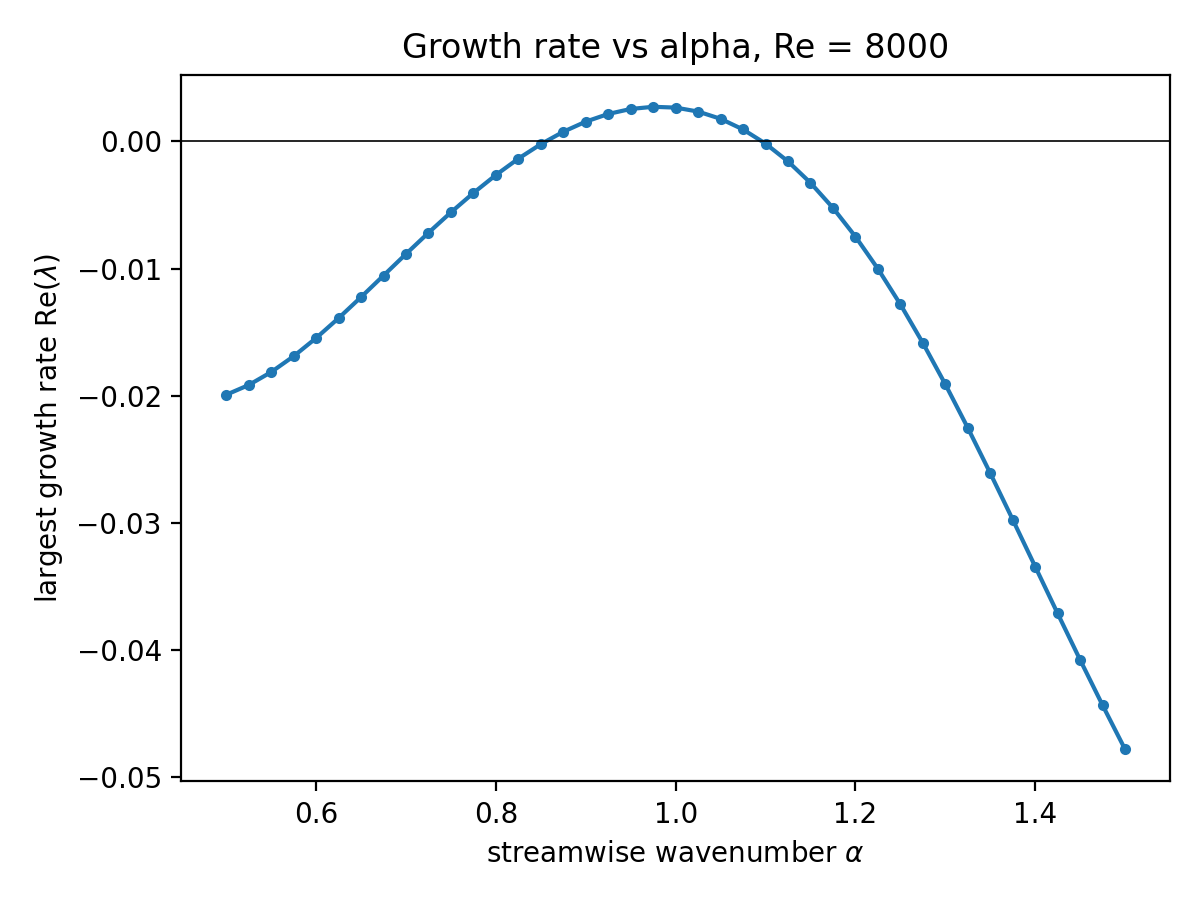 Growth rate vs alpha, Re = 8000
largest growth rate Re(λ)
0.00
−0.01
−0.02
−0.03
−0.04
−0.05
0.6 0.8 1.0 1.2 1.4
streamwise wavenumber α